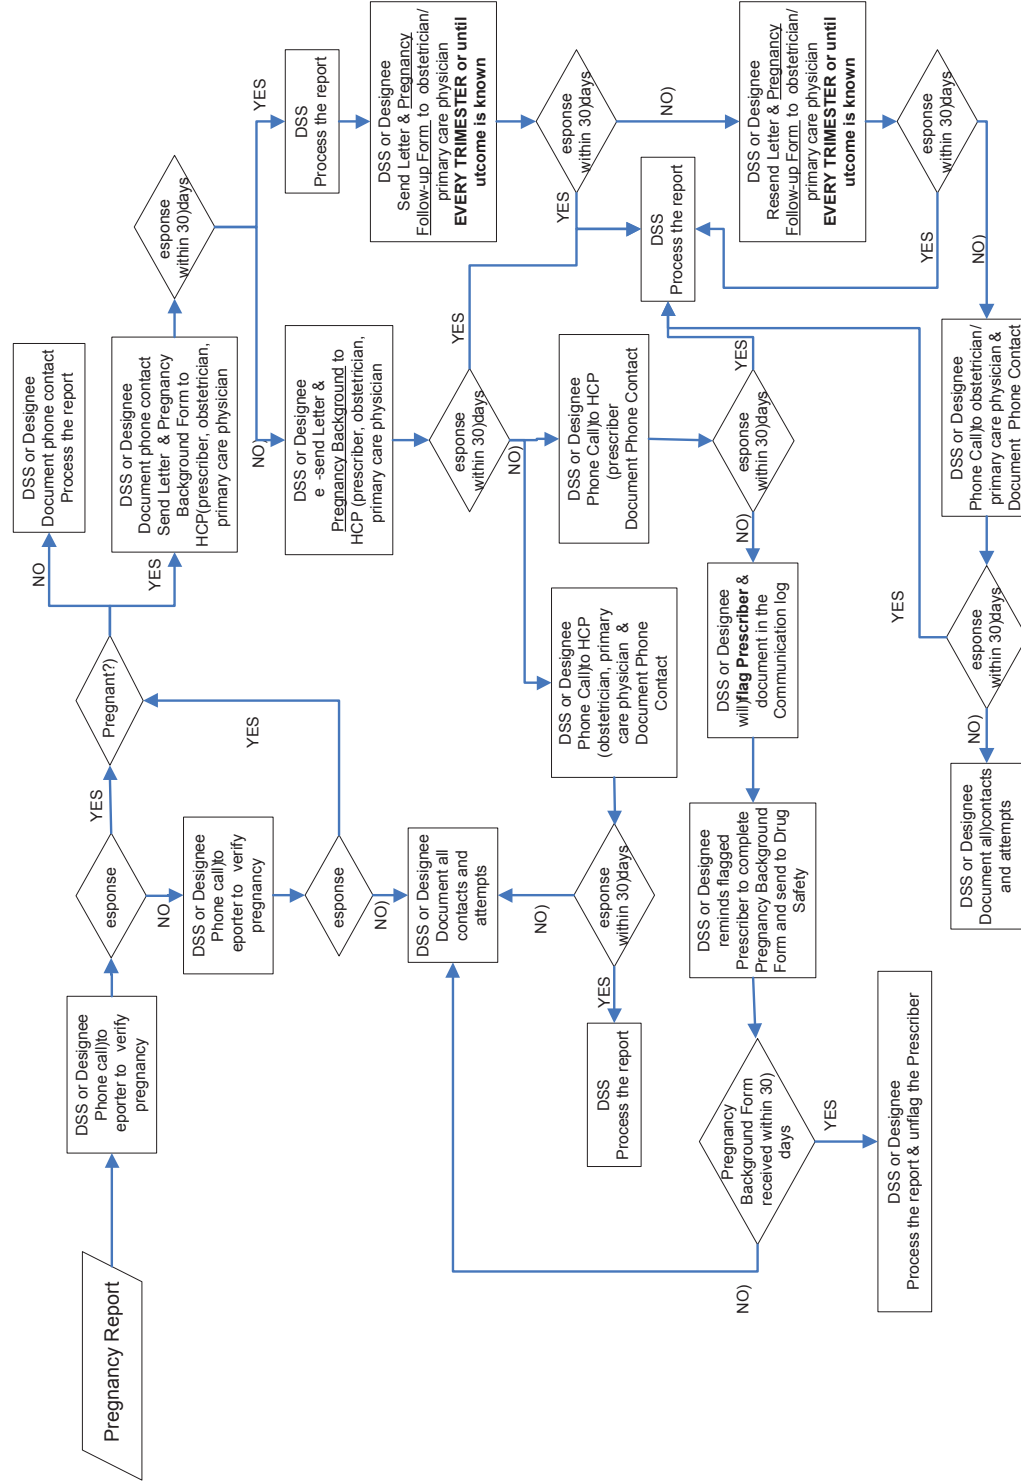 Pregnancy Report
DSS or Designee
Phone call)to
eporter to verify
pregnancy
esponse
YES
NO
DSS or Designee
Phone call)to
eporter to verify
pregnancy
esponse
YES
NO)
Pregnant?)
NO
YES
DSS or Designee
Document phone contact
Process the report
DSS or Designee
Document phone contact
Send Letter & Pregnancy
Background Form to
HCP(prescriber, obstetrician,
primary care physician
esponse
within 30)days
YES
NO
DSS
Process the report
DSS or Designee
Send Letter & Pregnancy
Follow-up Form to obstetrician/
primary care physician
EVERY TRIMESTER or until
utcome is known
esponse
within 30)days
YES
NO)
DSS or Designee
Resend Letter & Pregnancy
Follow-up Form to obstetrician/
primary care physician
EVERY TRIMESTER or until
utcome is known
esponse
within 30)days
YES
NO)
DSS
Process the report
DSS or Designee
e -send Letter &
Pregnancy Background to
HCP (prescriber, obstetrician,
primary care physician
esponse
within 30)days
YES
NO)
DSS or Designee
Phone Call)to HCP
(prescriber
Document Phone Contact
esponse
within 30)days
YES
NO)
DSS or Designee
Phone Call)to HCP
(obstetrician, primary
care physician &
Document Phone
Contact
esponse
within 30)days
NO)
YES
DSS or Designee
Document all
contacts and
attempts
DSS
Process the report
DSS or Designee
will)flag Prescriber &
document in the
Communication log
DSS or Designee
reminds flagged
Prescriber to complete
Pregnancy Background
Form and send to Drug
Safety
Pregnancy
Background Form
received within 30)
days
NO)
YES
DSS or Designee
Process the report & unflag the Prescriber
DSS or Designee
Phone Call)to obstetrician/
primary care physician &
Document Phone Contact
esponse
within 30)days
YES
NO)
DSS or Designee
Document all)contacts
and attempts